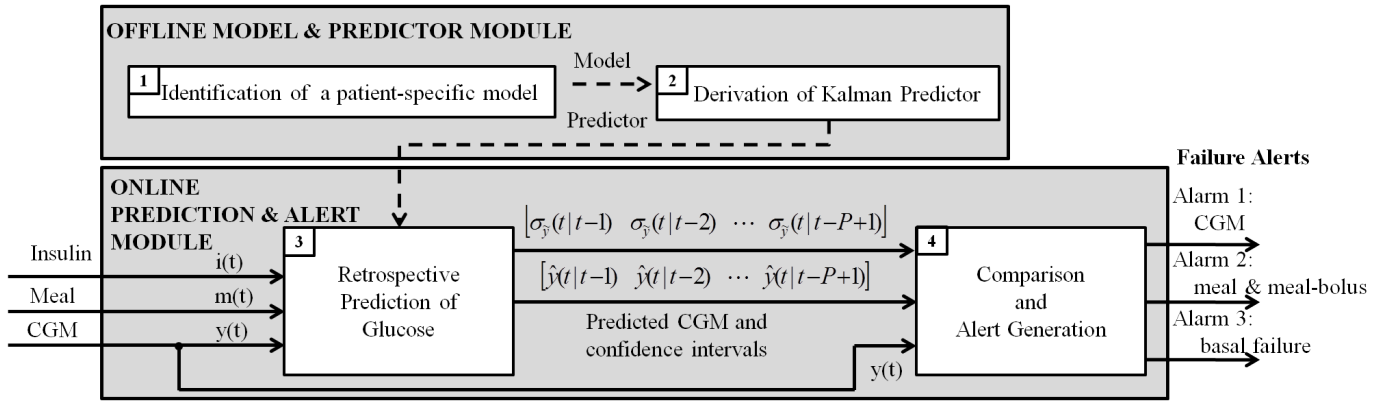 OFFLINE MODEL & PREDICTOR MODULE
1
Identification of a patient-specific model
Model
2
Derivation of Kalman Predictor
Predictor
ONLINE
PREDICTION & ALERT
MODULE
Insulin
i(t)
Meal
m(t)
CGM
y(t)
3
Retrospective
Prediction of
Glucose
[σỹ(t|t−1) σỹ(t|t−2) ⋯ σỹ(t|t−P+1)]
[ŷ(t|t−1) ŷ(t|t−2) ⋯ ŷ(t|t−P+1)]
Predicted CGM and
confidence intervals
y(t)
4
Comparison
and
Alert Generation
Failure Alerts
Alarm 1:
CGM
Alarm 2:
meal & meal-bolus
Alarm 3:
basal failure